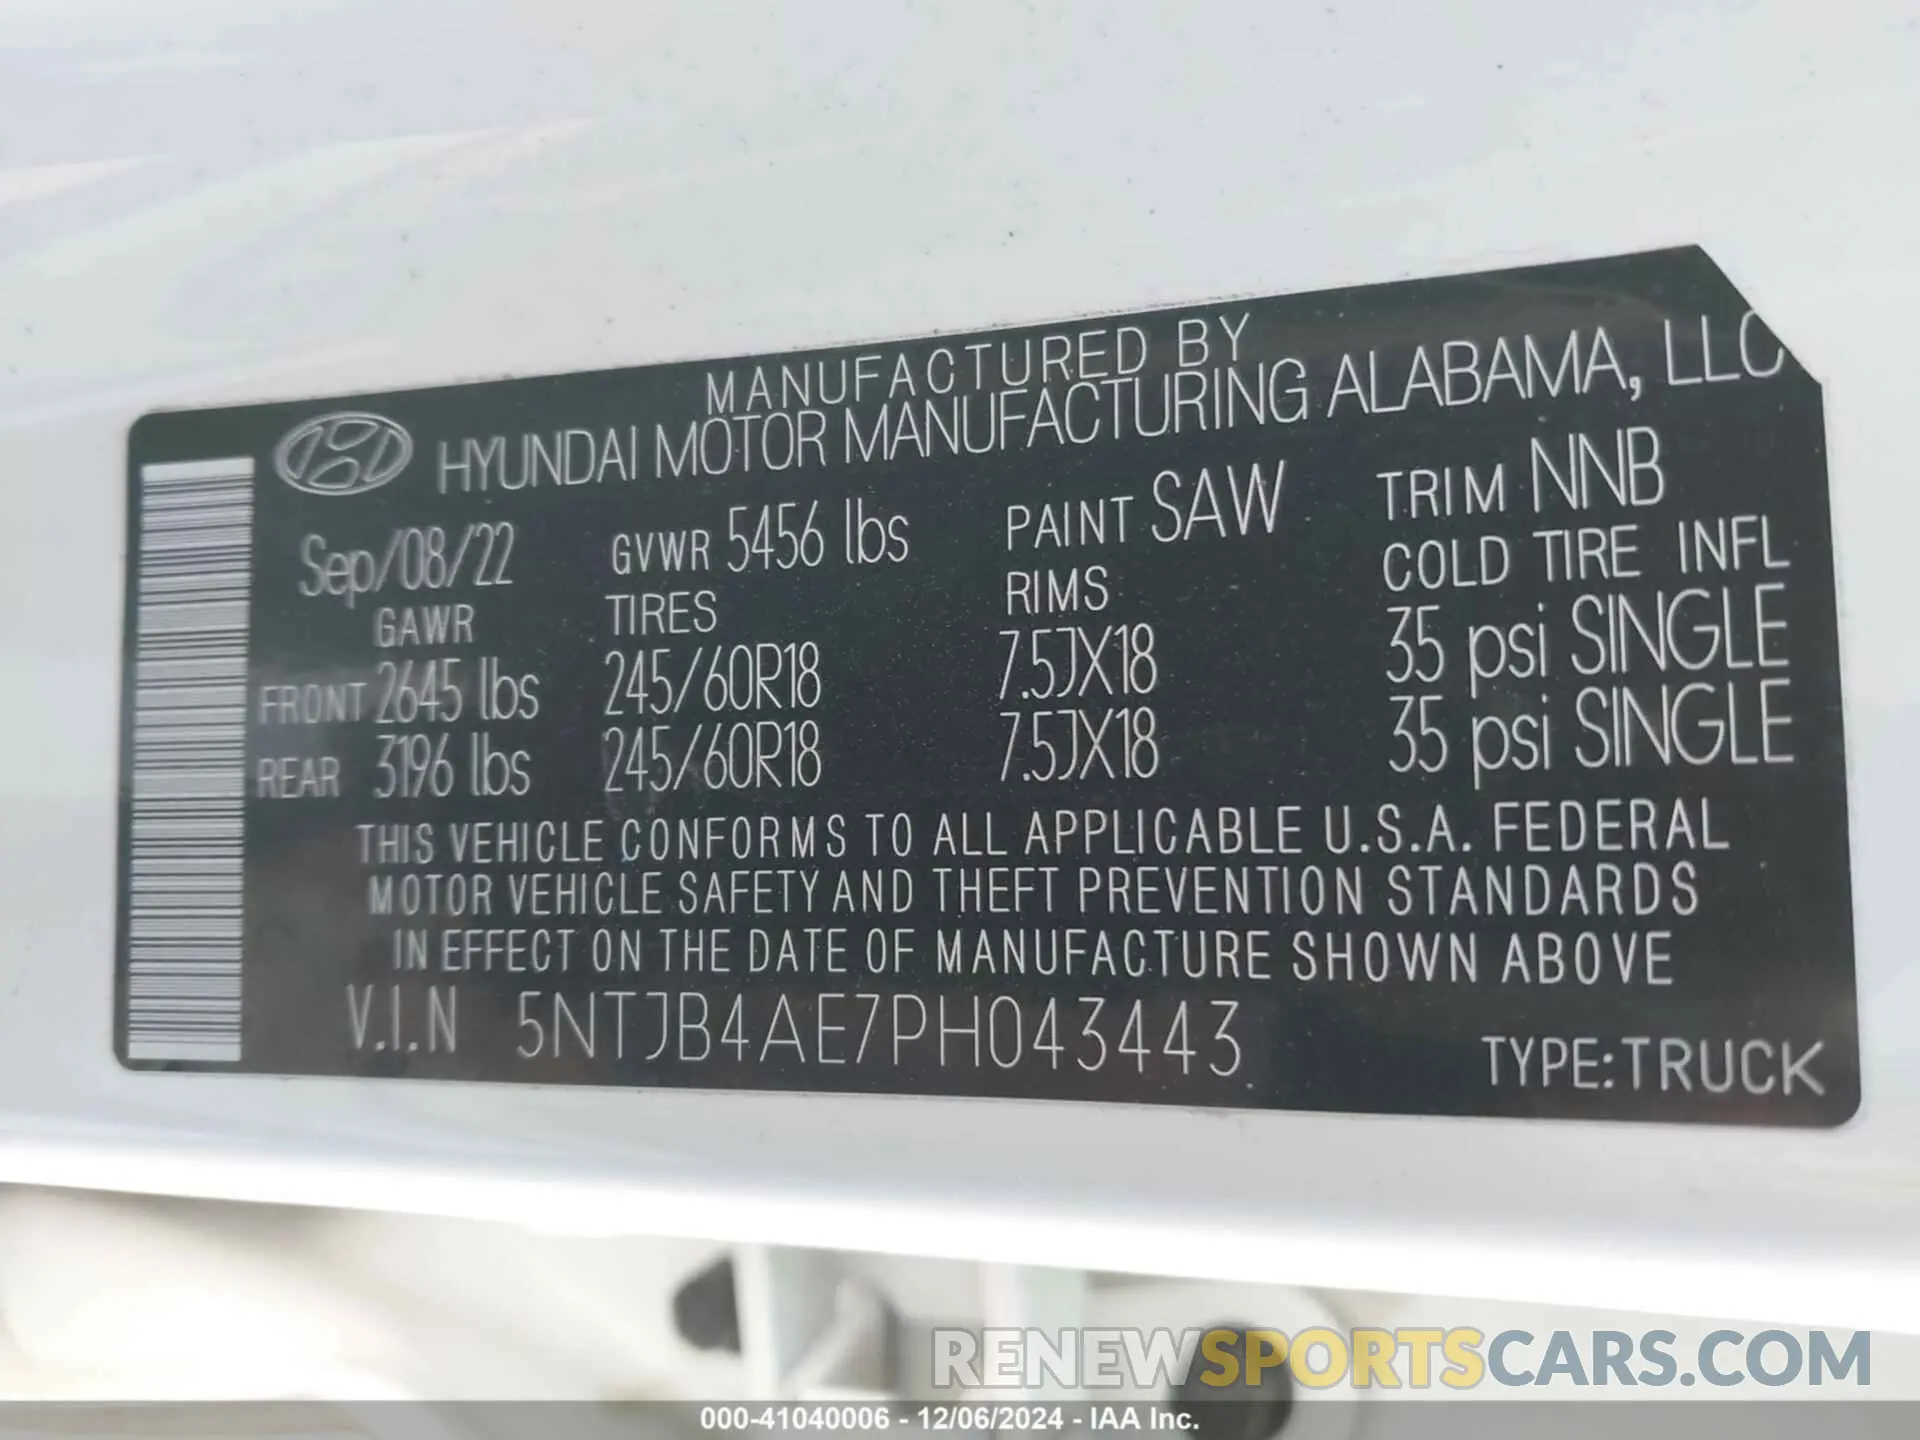 MANUFACTURED BY
HYUNDAI MOTOR MANUFACTURING ALABAMA, LLC
Sep/08/22 GVWR 5456 lbs PAINT SAW TRIM NNB
GAWR TIRES RIMS COLD TIRE INFL
FRONT 2645 lbs 245/60R18 7.5JX18 35 psi SINGLE
REAR 3196 lbs 245/60R18 7.5JX18 35 psi SINGLE
THIS VEHICLE CONFORMS TO ALL APPLICABLE U.S.A. FEDERAL
MOTOR VEHICLE SAFETY AND THEFT PREVENTION STANDARDS
IN EFFECT ON THE DATE OF MANUFACTURE SHOWN ABOVE
V.I.N 5NTJB4AE7PH043443 TYPE:TRUCK
RENEWSPORTSCARS.COM
000-41040006 - 12/06/2024 - IAA Inc.